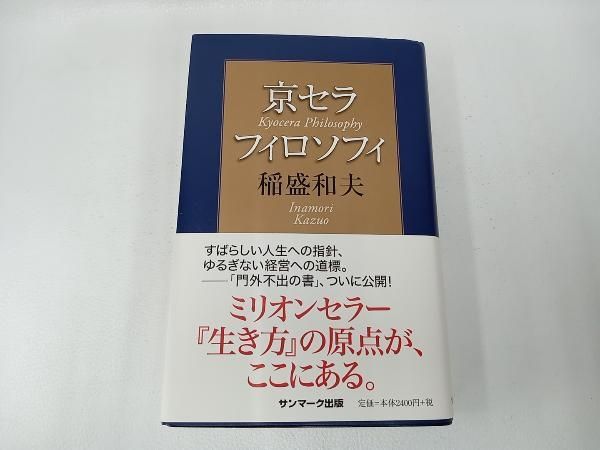 京セラ
Kyocera Philosophy
フィロソフィ
稲盛和夫
Inamori
Kazuo
すばらしい人生への指針、
ゆるぎない経営への道標。
――「門外不出の書」、ついに公開!
ミリオンセラー
『生き方』の原点が、
ここにある。
サンマーク出版
定価=本体2400円+税